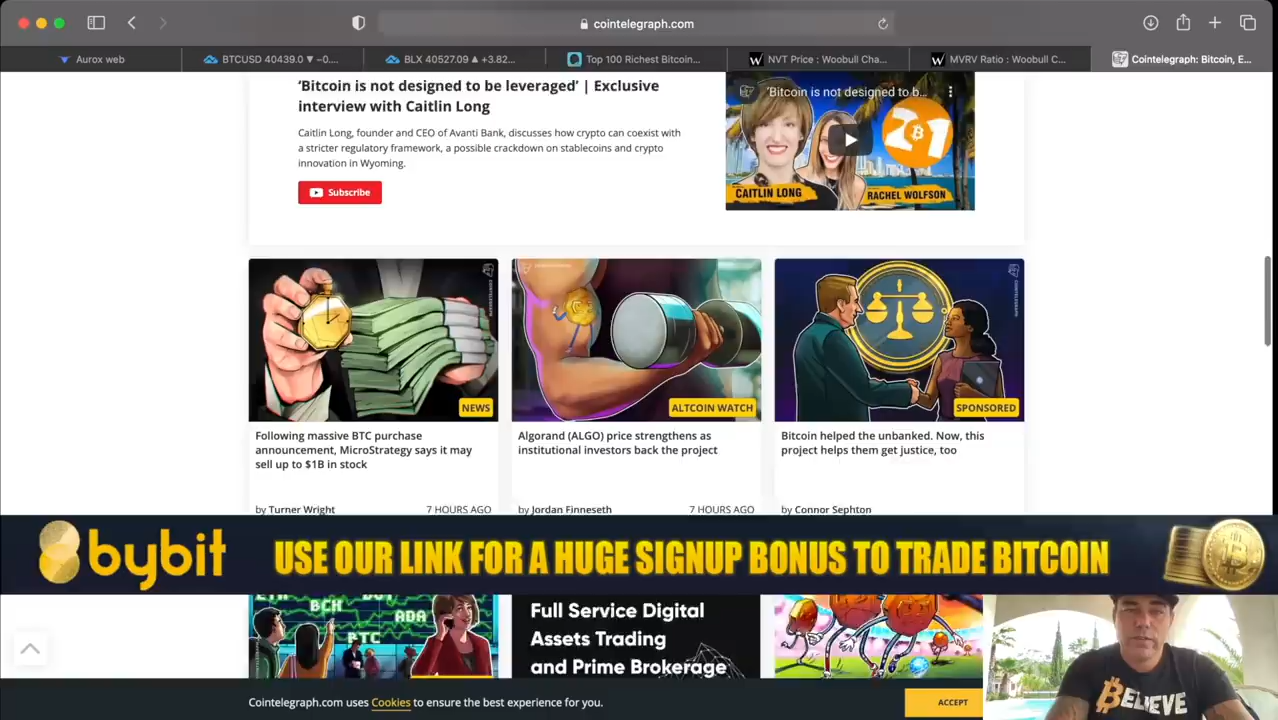 cointelegraph.com
Aurox web
BTCUSD 40439.0 ▼ −0....
BLX 40527.09 ▲ +3.82...
Top 100 Richest Bitcoin...
NVT Price : Woobull Cha...
MVRV Ratio : Woobull C...
Cointelegraph: Bitcoin, E...
'Bitcoin is not designed to be leveraged' | Exclusive
interview with Caitlin Long
Caitlin Long, founder and CEO of Avanti Bank, discusses how crypto can coexist with
a stricter regulatory framework, a possible crackdown on stablecoins and crypto
innovation in Wyoming.
Subscribe
'Bitcoin is not designed to b...
21
CAITLIN LONG
RACHEL WOLFSON
NEWS
ALTCOIN WATCH
SPONSORED
Following massive BTC purchase
announcement, MicroStrategy says it may
sell up to $1B in stock
by Turner Wright
7 HOURS AGO
Algorand (ALGO) price strengthens as
institutional investors back the project
by Jordan Finneseth
7 HOURS AGO
Bitcoin helped the unbanked. Now, this
project helps them get justice, too
by Connor Sephton
bybit
USE OUR LINK FOR A HUGE SIGNUP BONUS TO TRADE BITCOIN
BCH
ADA
BTC
Full Service Digital
Assets Trading
and Prime Brokerage
Cointelegraph.com uses Cookies to ensure the best experience for you.
ACCEPT
BELIEVE